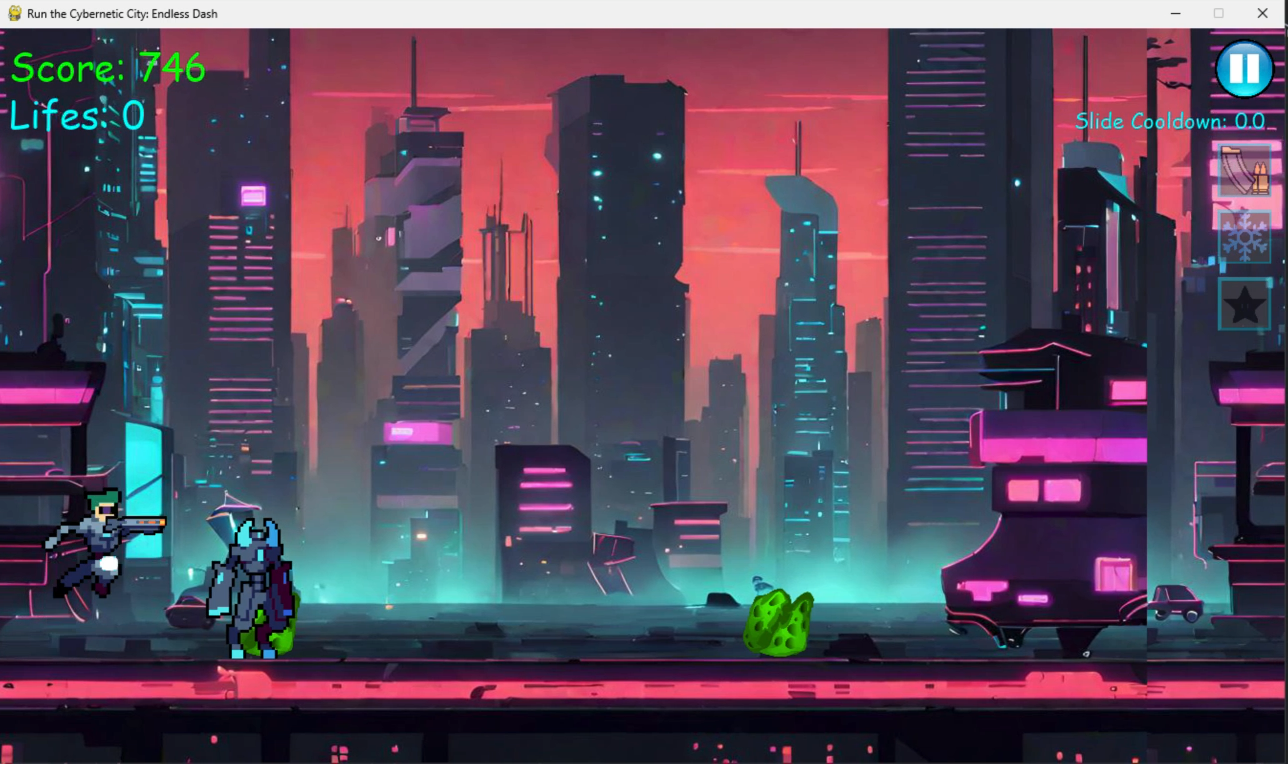 Run the Cybernetic City: Endless Dash
Score: 746
Lifes: 0
Slide Cooldown: 0.0